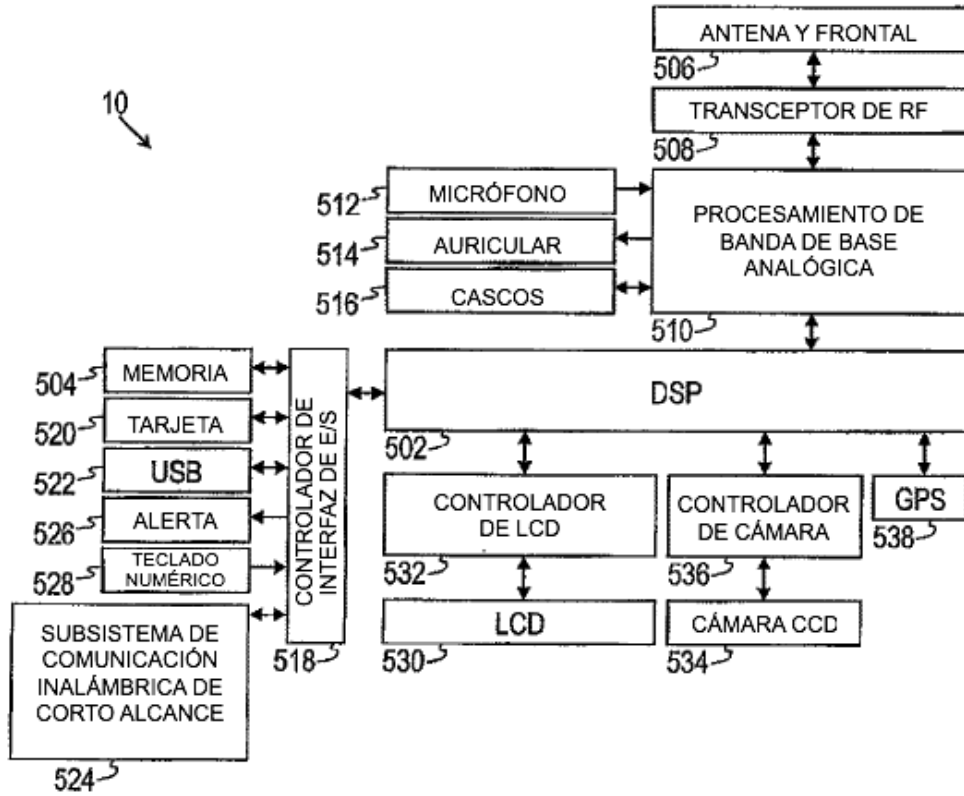 ANTENA Y FRONTAL
506
10
TRANSCEPTOR DE RF
508
512
MICRÓFONO
514
AURICULAR
516
CASCOS
PROCESAMIENTO DE
BANDA DE BASE
ANALÓGICA
510
504
MEMORIA
520
TARJETA
522
USB
526
ALERTA
528
TECLADO
NUMÉRICO
SUBSISTEMA DE
COMUNICACIÓN
INALÁMBRICA DE
CORTO ALCANCE
524
CONTROLADOR DE
INTERFAZ DE E/S
518
DSP
502
CONTROLADOR
DE LCD
532
LCD
530
CONTROLADOR
DE CÁMARA
536
CÁMARA CCD
534
GPS
538